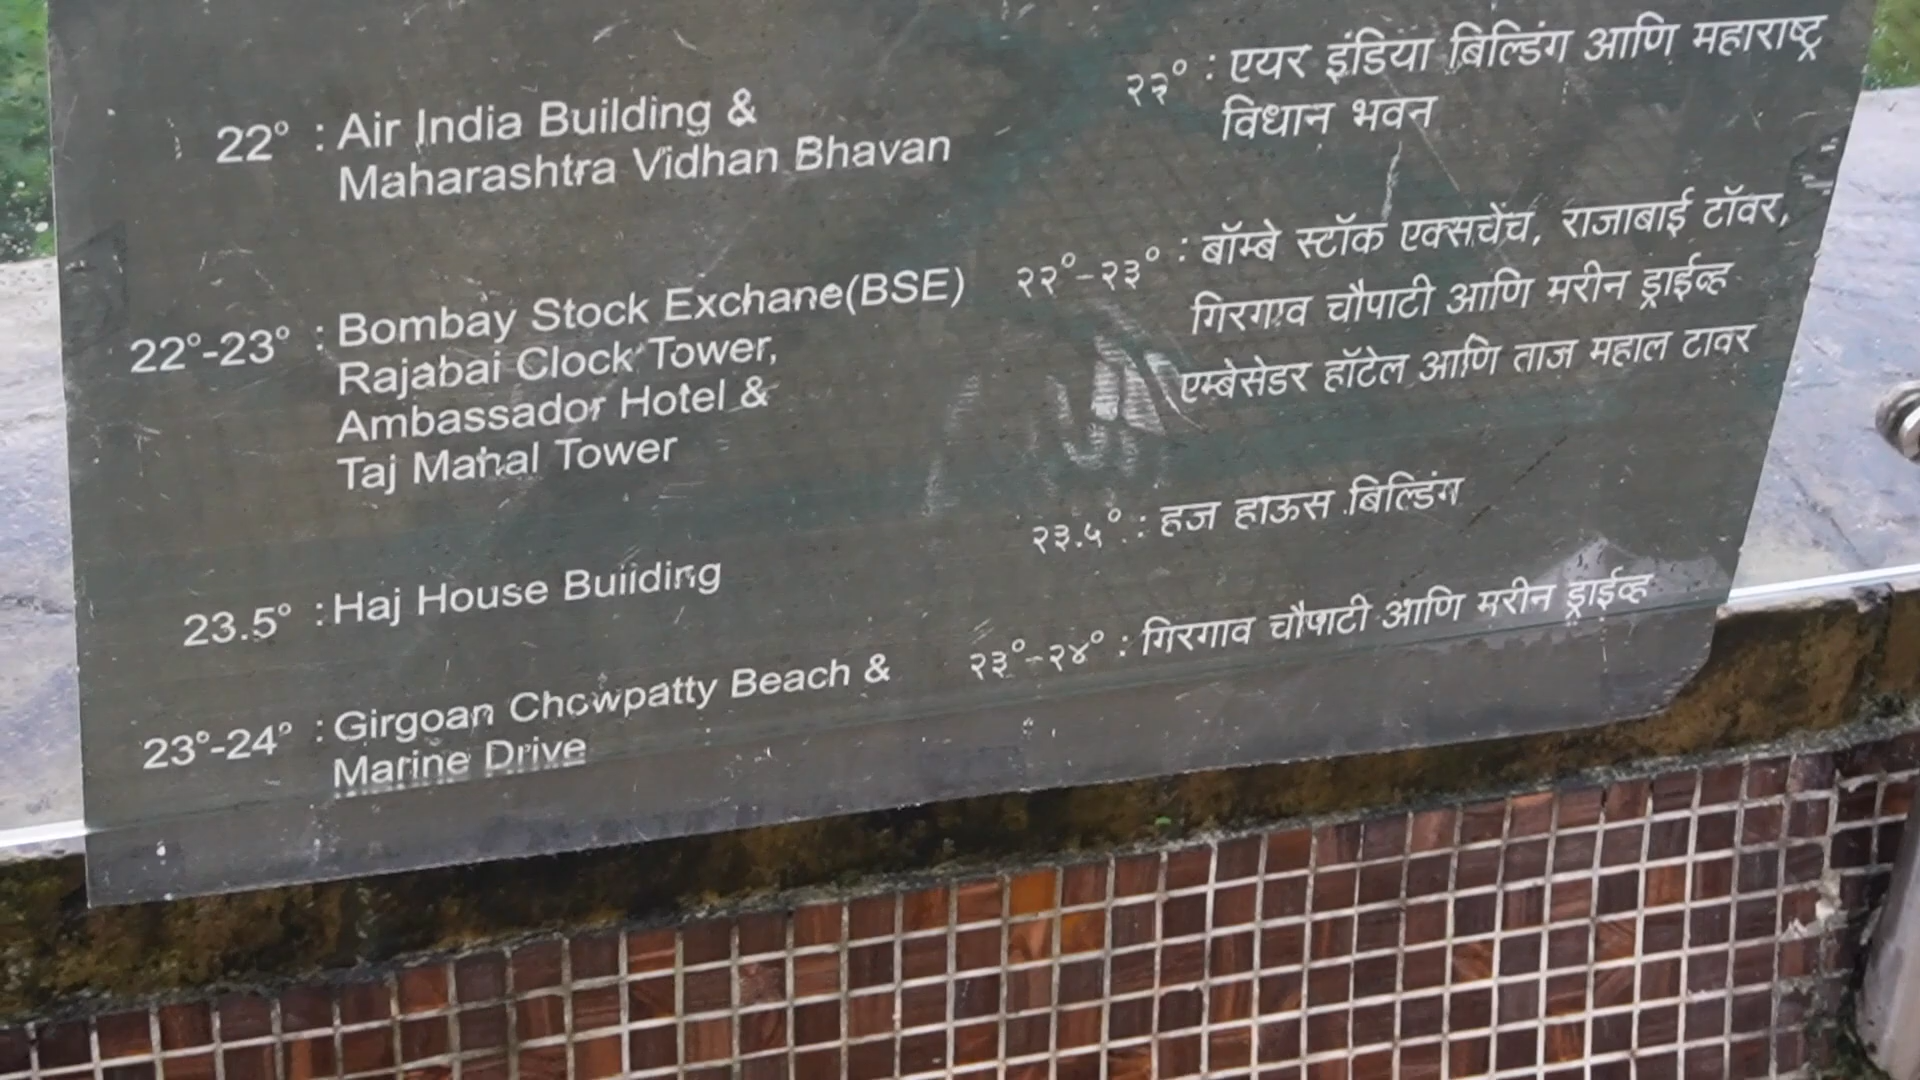 22° : Air India Building &
Maharashtra Vidhan Bhavan
22°-23° : Bombay Stock Exchane(BSE)
Rajabai Clock Tower,
Ambassador Hotel &
Taj Mahal Tower
23.5° : Haj House Building
23°-24° : Girgoan Chowpatty Beach &
Marine Drive
२२° : एयर इंडिया बिल्डिंग आणि महाराष्ट्र
विधान भवन
२२°-२३° : बॉम्बे स्टॉक एक्सचेंच, राजाबाई टॉवर,
गिरगाव चौपाटी आणि मरीन ड्राईव्ह
एम्बेसेडर हॉटेल आणि ताज महाल टावर
२३.५° : हज हाऊस बिल्डिंग
२३°-२४° : गिरगाव चौपाटी आणि मरीन ड्राईव्ह